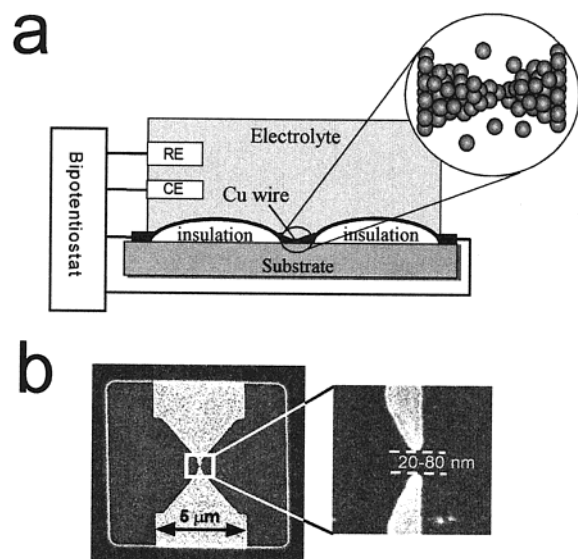 a
Bipotentiostat
RE
CE
Electrolyte
Cu wire
insulation
insulation
Substrate
b
5 µm
20-80 nm